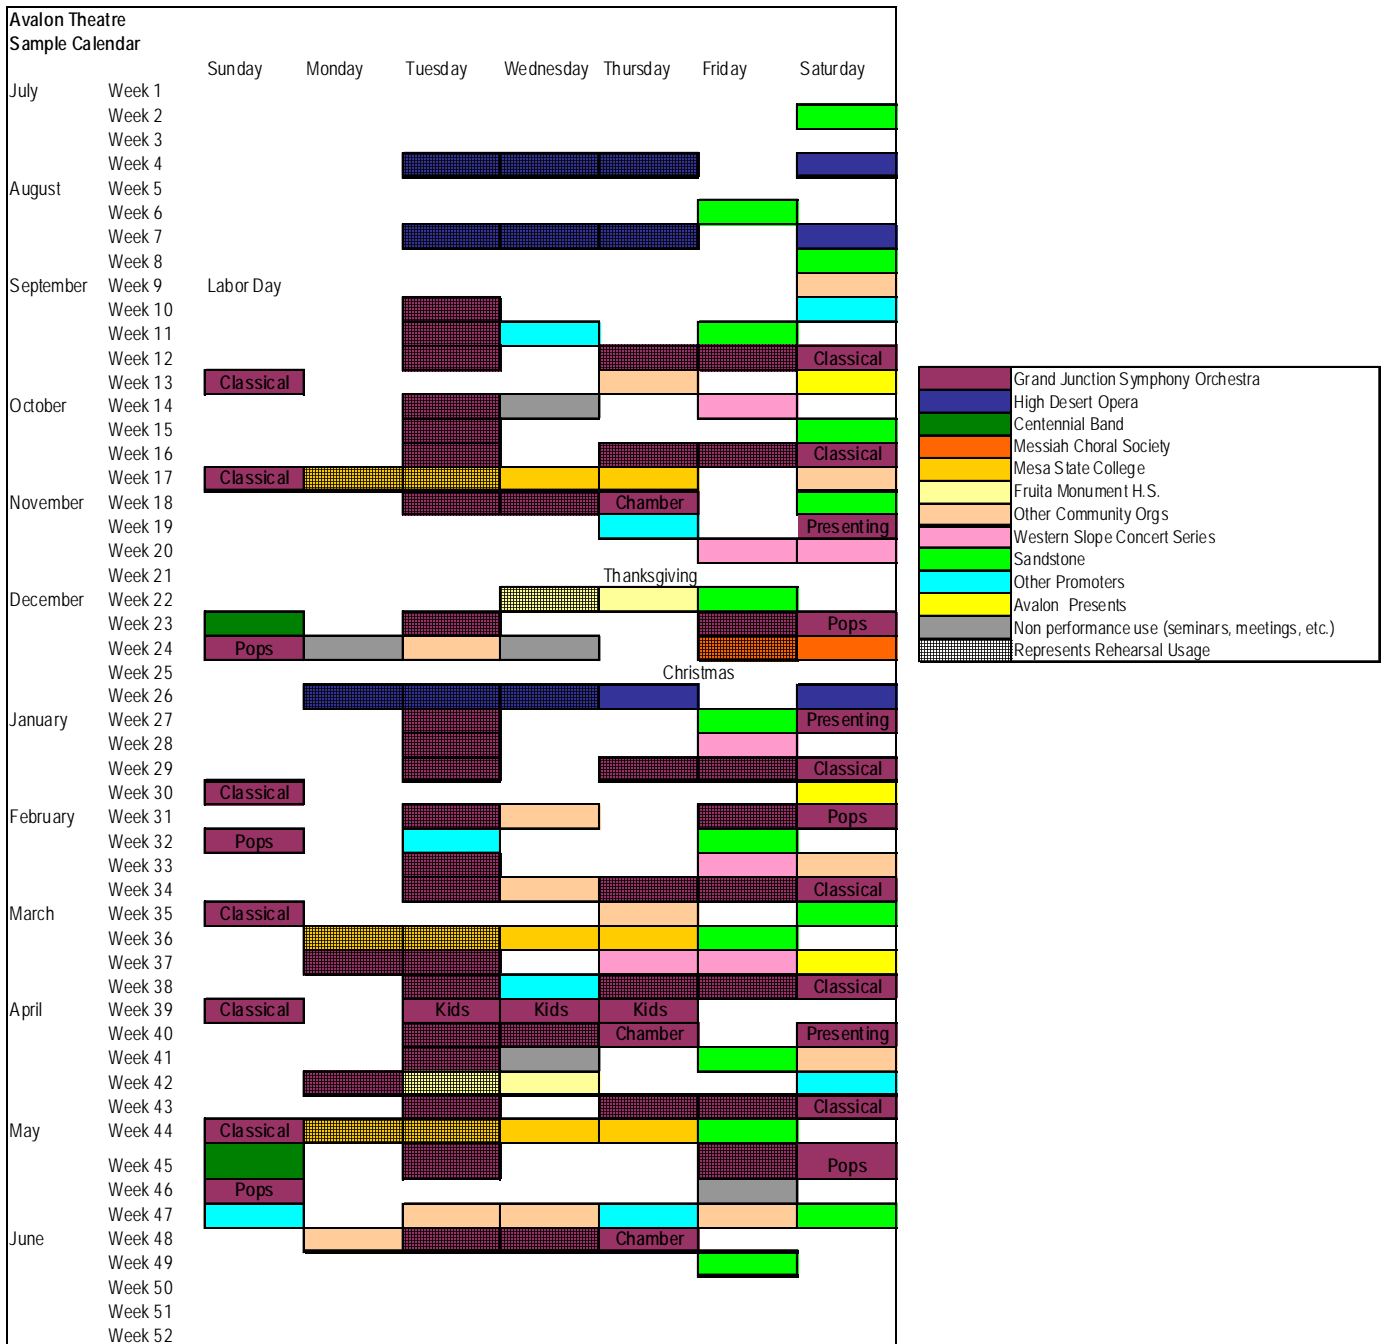 Avalon Theatre
Sample Calendar
Sunday Monday Tuesday Wednesday Thursday Friday Saturday
July Week 1
Week 2
Week 3
Week 4
August Week 5
Week 6
Week 7
Week 8
September Week 9 Labor Day
Week 10
Week 11
Week 12 Classical
Week 13 Classical
October Week 14
Week 15
Week 16 Classical
Week 17 Classical
November Week 18 Chamber
Week 19 Presenting
Week 20
Week 21 Thanksgiving
December Week 22
Week 23 Pops
Week 24 Pops
Week 25 Christmas
Week 26
January Week 27 Presenting
Week 28
Week 29 Classical
Week 30 Classical
February Week 31 Pops
Week 32 Pops
Week 33
Week 34 Classical
March Week 35 Classical
Week 36
Week 37
Week 38 Classical
April Week 39 Classical Kids Kids Kids
Week 40 Chamber Presenting
Week 41
Week 42
Week 43 Classical
May Week 44 Classical
Week 45 Pops
Week 46 Pops
Week 47
June Week 48 Chamber
Week 49
Week 50
Week 51
Week 52
Grand Junction Symphony Orchestra
High Desert Opera
Centennial Band
Messiah Choral Society
Mesa State College
Fruita Monument H.S.
Other Community Orgs
Western Slope Concert Series
Sandstone
Other Promoters
Avalon Presents
Non performance use (seminars, meetings, etc.)
Represents Rehearsal Usage